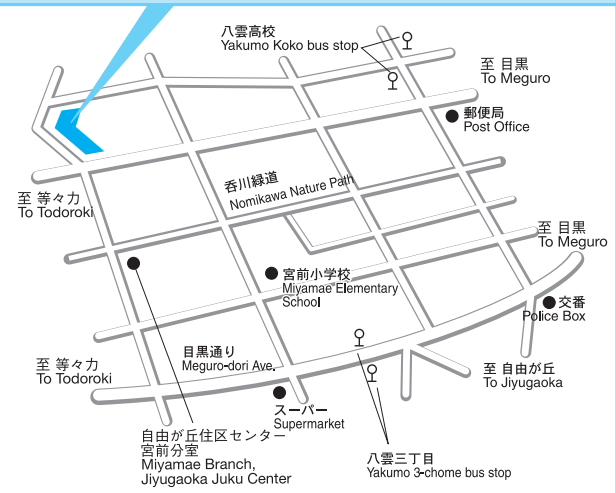 八雲高校
Yakumo Koko bus stop
至 目黒
To Meguro
郵便局
Post Office
呑川緑道
Nomikawa Nature Path
至 等々力
To Todoroki
至 目黒
To Meguro
宮前小学校
Miyamae Elementary
School
交番
Police Box
目黒通り
Meguro-dori Ave.
至 等々力
To Todoroki
至 自由が丘
To Jiyugaoka
スーパー
Supermarket
自由が丘住区センター
宮前分室
Miyamae Branch,
Jiyugaoka Juku Center
八雲三丁目
Yakumo 3-chome bus stop